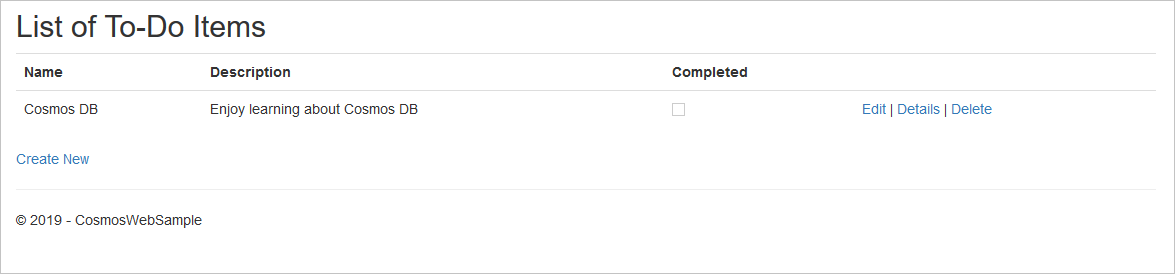 List of To-Do Items
Name Description Completed
Cosmos DB Enjoy learning about Cosmos DB Edit | Details | Delete
Create New
© 2019 - CosmosWebSample